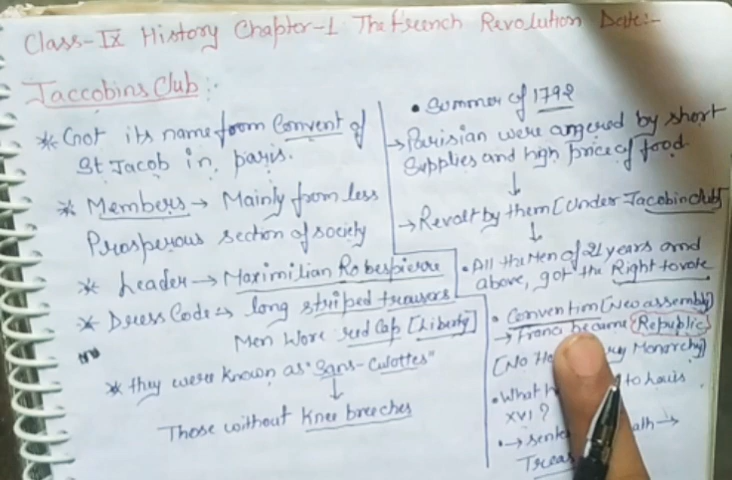 Class-IX History Chapter-1 The French Revolution Date:-
Jaccobins Club:-
* Got its name from Convent of
St Jacob in paris.
* Members → Mainly from less
Prosperous section of society
* Leader → Maximilian Robespierre
* Dress Code → long striped trousers
Men Wore red Cap [Liberty]
* they were known as "Sans-Culottes"
↓
Those without Knee breeches
• Summer of 1792
→ Parisian were angered by short
Supplies and high price of food
↓
→ Revolt by them [Under Jacobin club]
↓
• All the Men of 21 years and
above, got the Right to vote
• Convention [Neo assembly]
→ Franc became Republic
[No Monarchy]
• What to Louis
XVI?
• →